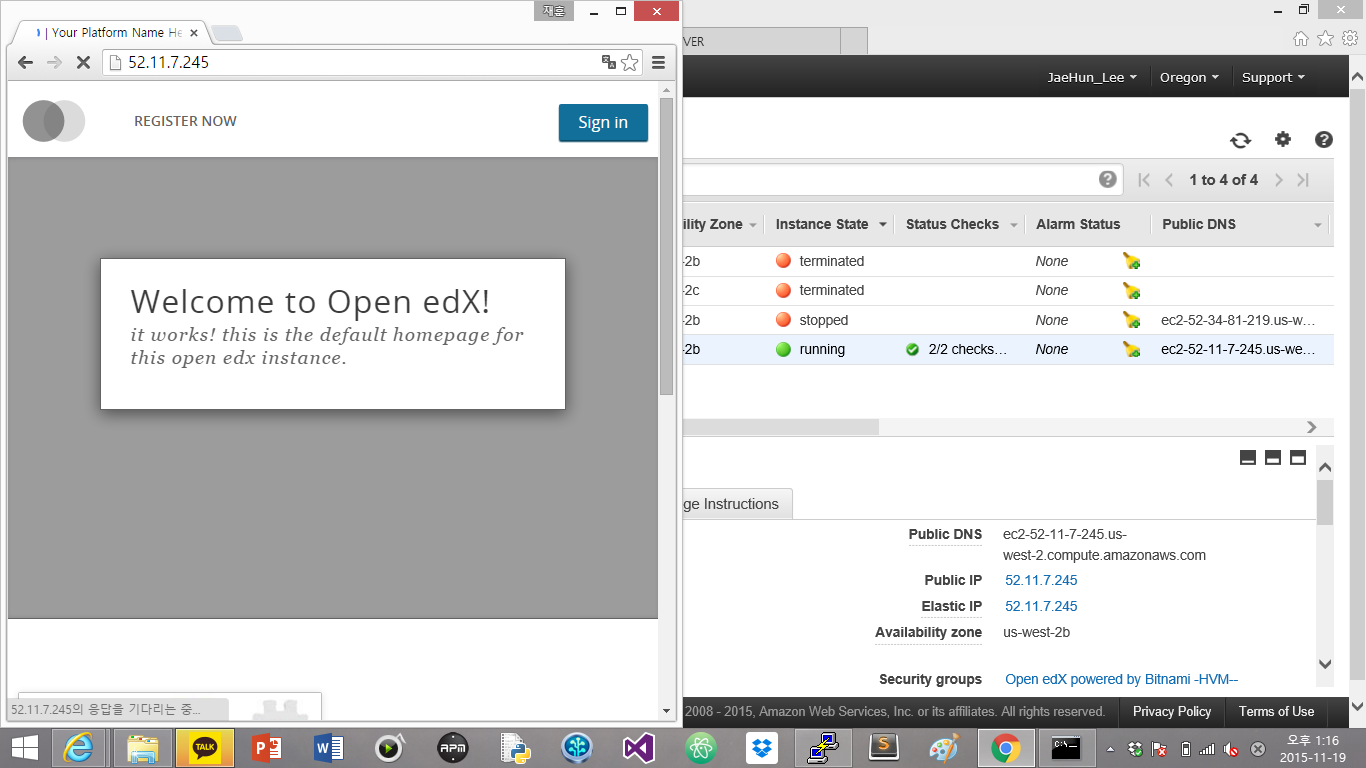 재훈
| Your Platform Name He
52.11.7.245
REGISTER NOW
Sign in
Welcome to Open edX!
it works! this is the default homepage for
this open edx instance.
52.11.7.245의 응답을 기다리는 중...
VER
JaeHun_Lee Oregon Support
1 to 4 of 4
ility Zone Instance State Status Checks Alarm Status Public DNS
-2b terminated None
-2c terminated None
-2b stopped None ec2-52-34-81-219.us-w...
-2b running 2/2 checks... None ec2-52-11-7-245.us-we...
ge Instructions
Public DNS ec2-52-11-7-245.us-
west-2.compute.amazonaws.com
Public IP 52.11.7.245
Elastic IP 52.11.7.245
Availability zone us-west-2b
Security groups Open edX powered by Bitnami -HVM--
2008 - 2015, Amazon Web Services, Inc. or its affiliates. All rights reserved. Privacy Policy Terms of Use
TALK
APM
오후 1:16
2015-11-19